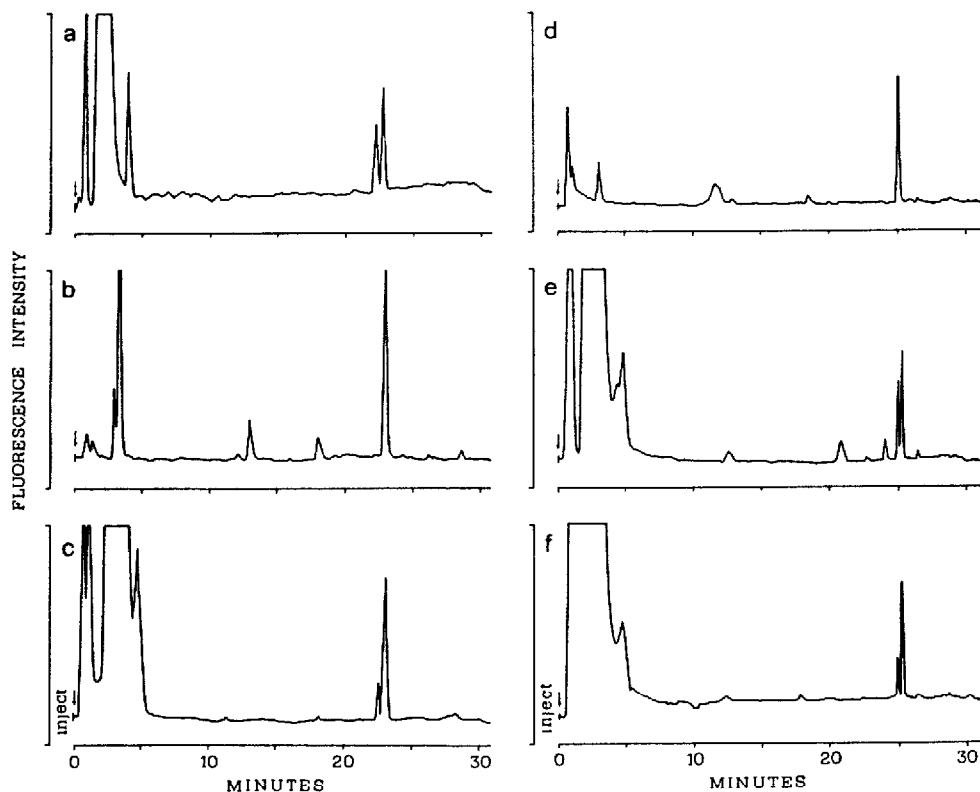 a
d
b
e
FLUORESCENCE INTENSITY
c
f
inject
inject
0 10 20 30
0 10 20 30
MINUTES
MINUTES